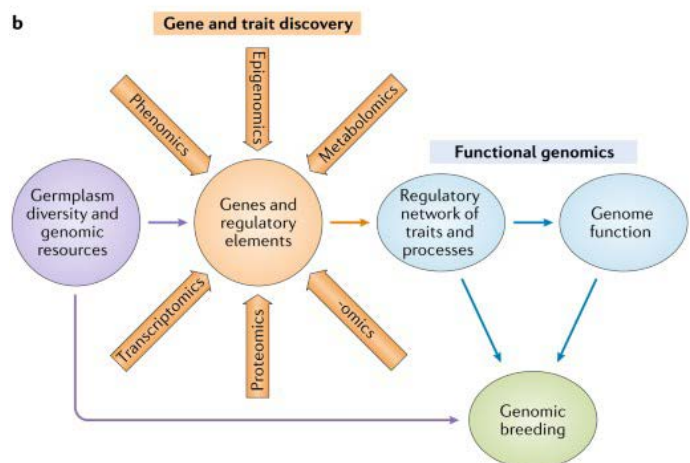 b
Gene and trait discovery
Phenomics
Epigenomics
Metabolomics
Functional genomics
Germplasm
diversity and
genomic
resources
Genes and
regulatory
elements
Regulatory
network of
traits and
processes
Genome
function
Transcriptomics
Proteomics
-omics
Genomic
breeding